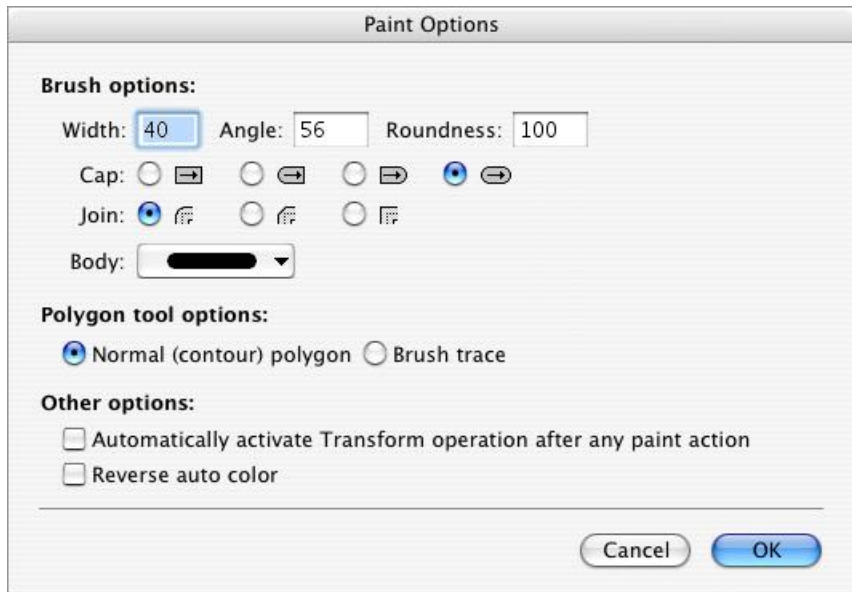 Paint Options
Brush options:
Width: 40 Angle: 56 Roundness: 100
Cap:
Join:
Body:
Polygon tool options:
Normal (contour) polygon Brush trace
Other options:
Automatically activate Transform operation after any paint action
Reverse auto color
Cancel OK